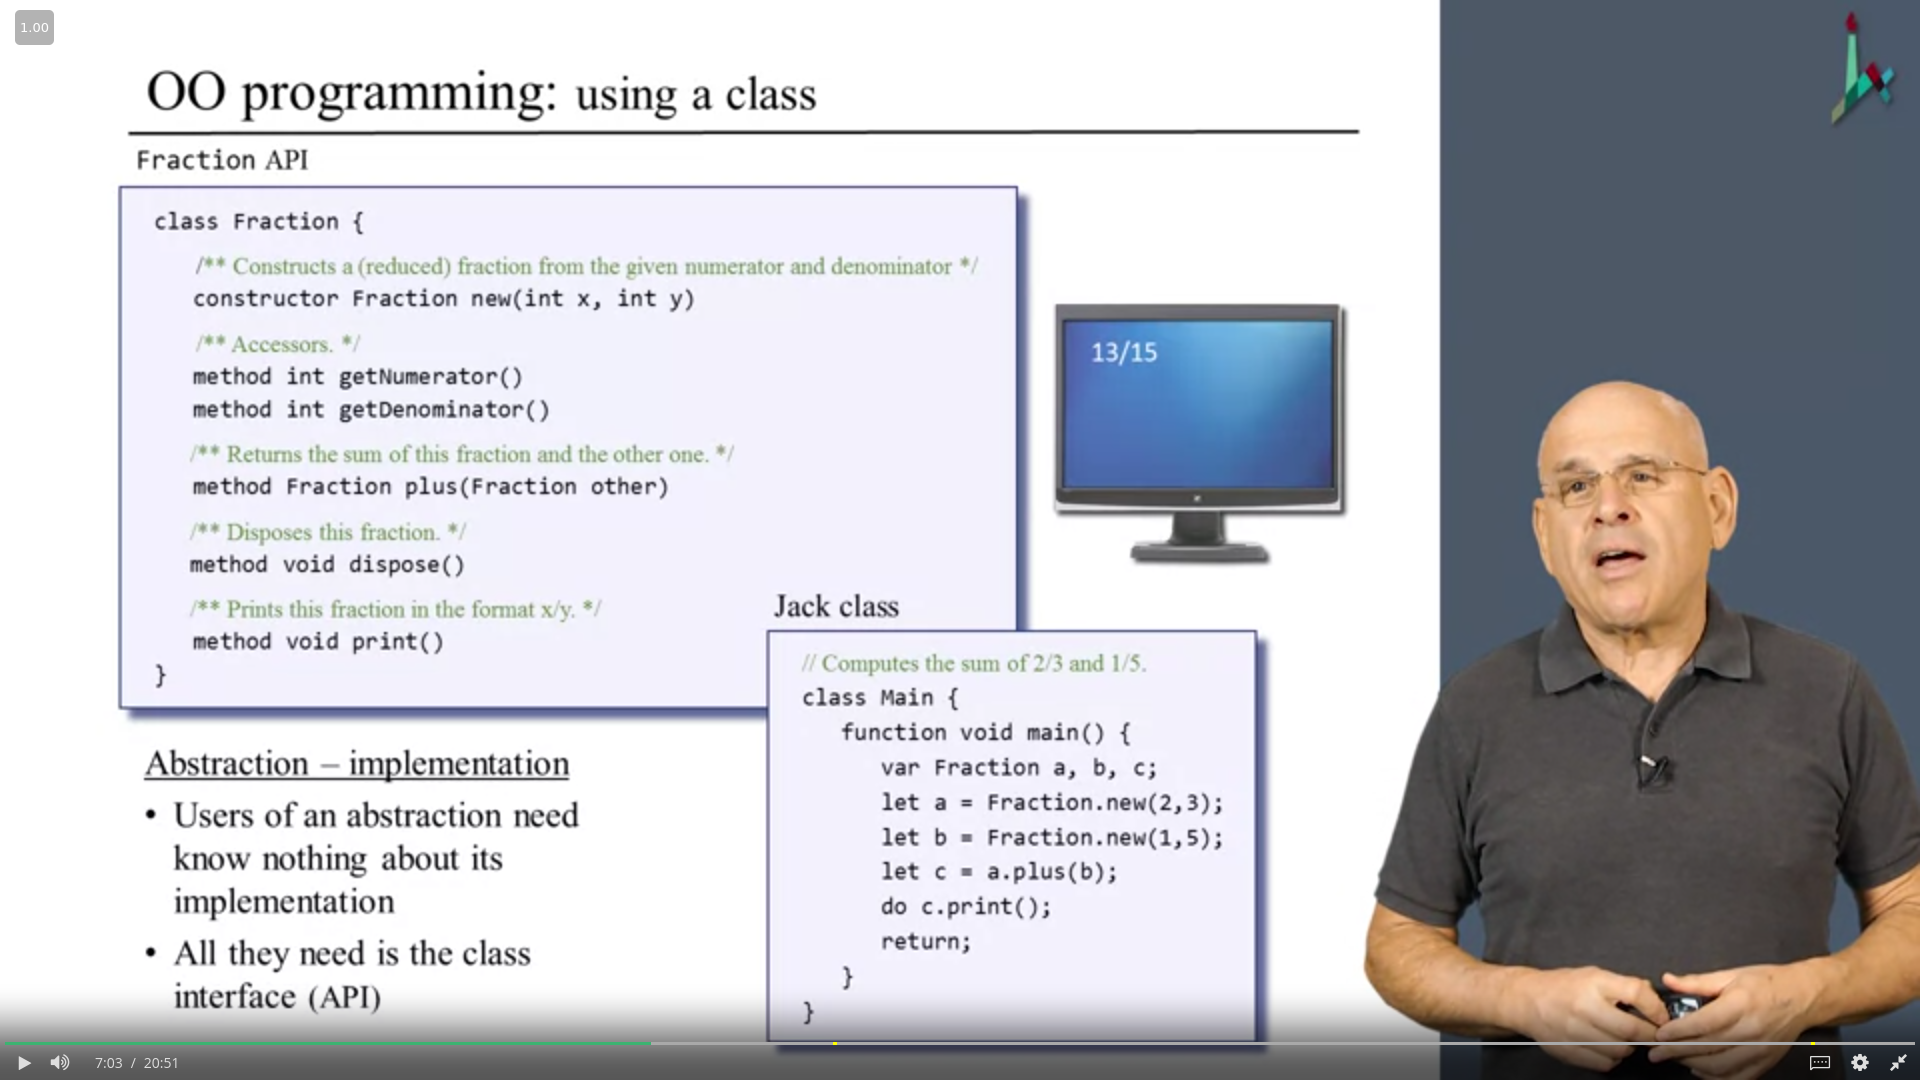 1.00
OO programming: using a class
Fraction API
class Fraction {
/** Constructs a (reduced) fraction from the given numerator and denominator */
constructor Fraction new(int x, int y)
/** Accessors. */
method int getNumerator()
method int getDenominator()
/** Returns the sum of this fraction and the other one. */
method Fraction plus(Fraction other)
/** Disposes this fraction. */
method void dispose()
/** Prints this fraction in the format x/y. */
method void print()
}
13/15
Jack class
// Computes the sum of 2/3 and 1/5.
class Main {
function void main() {
var Fraction a, b, c;
let a = Fraction.new(2,3);
let b = Fraction.new(1,5);
let c = a.plus(b);
do c.print();
return;
}
}
Abstraction – implementation
• Users of an abstraction need
know nothing about its
implementation
• All they need is the class
interface (API)
7:03 / 20:51